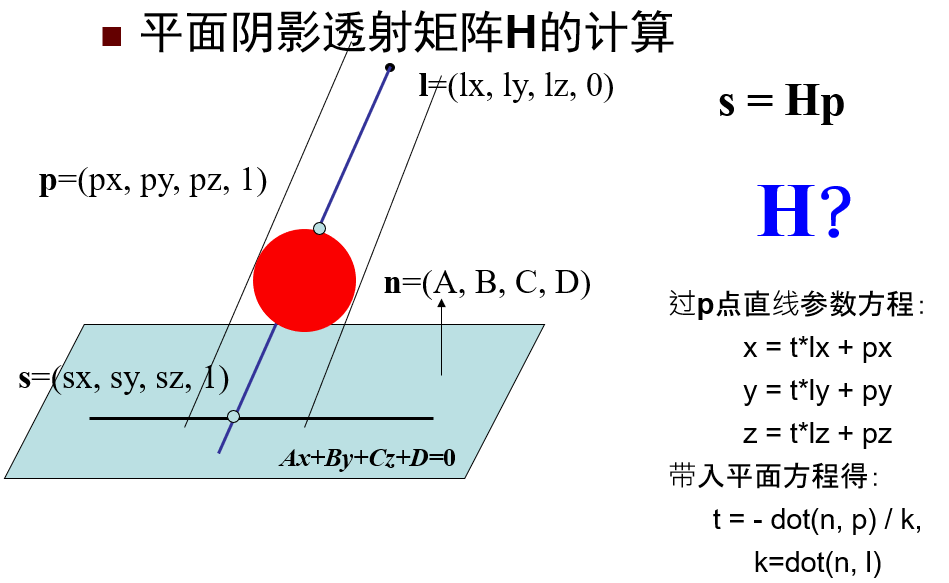 平面阴影透射矩阵H的计算
l=(lx, ly, lz, 0)
s = Hp
p=(px, py, pz, 1)
H?
n=(A, B, C, D)
过p点直线参数方程:
x = t*lx + px
s=(sx, sy, sz, 1)
y = t*ly + py
z = t*lz + pz
Ax+By+Cz+D=0
带入平面方程得:
t = - dot(n, p) / k,
k=dot(n, l)